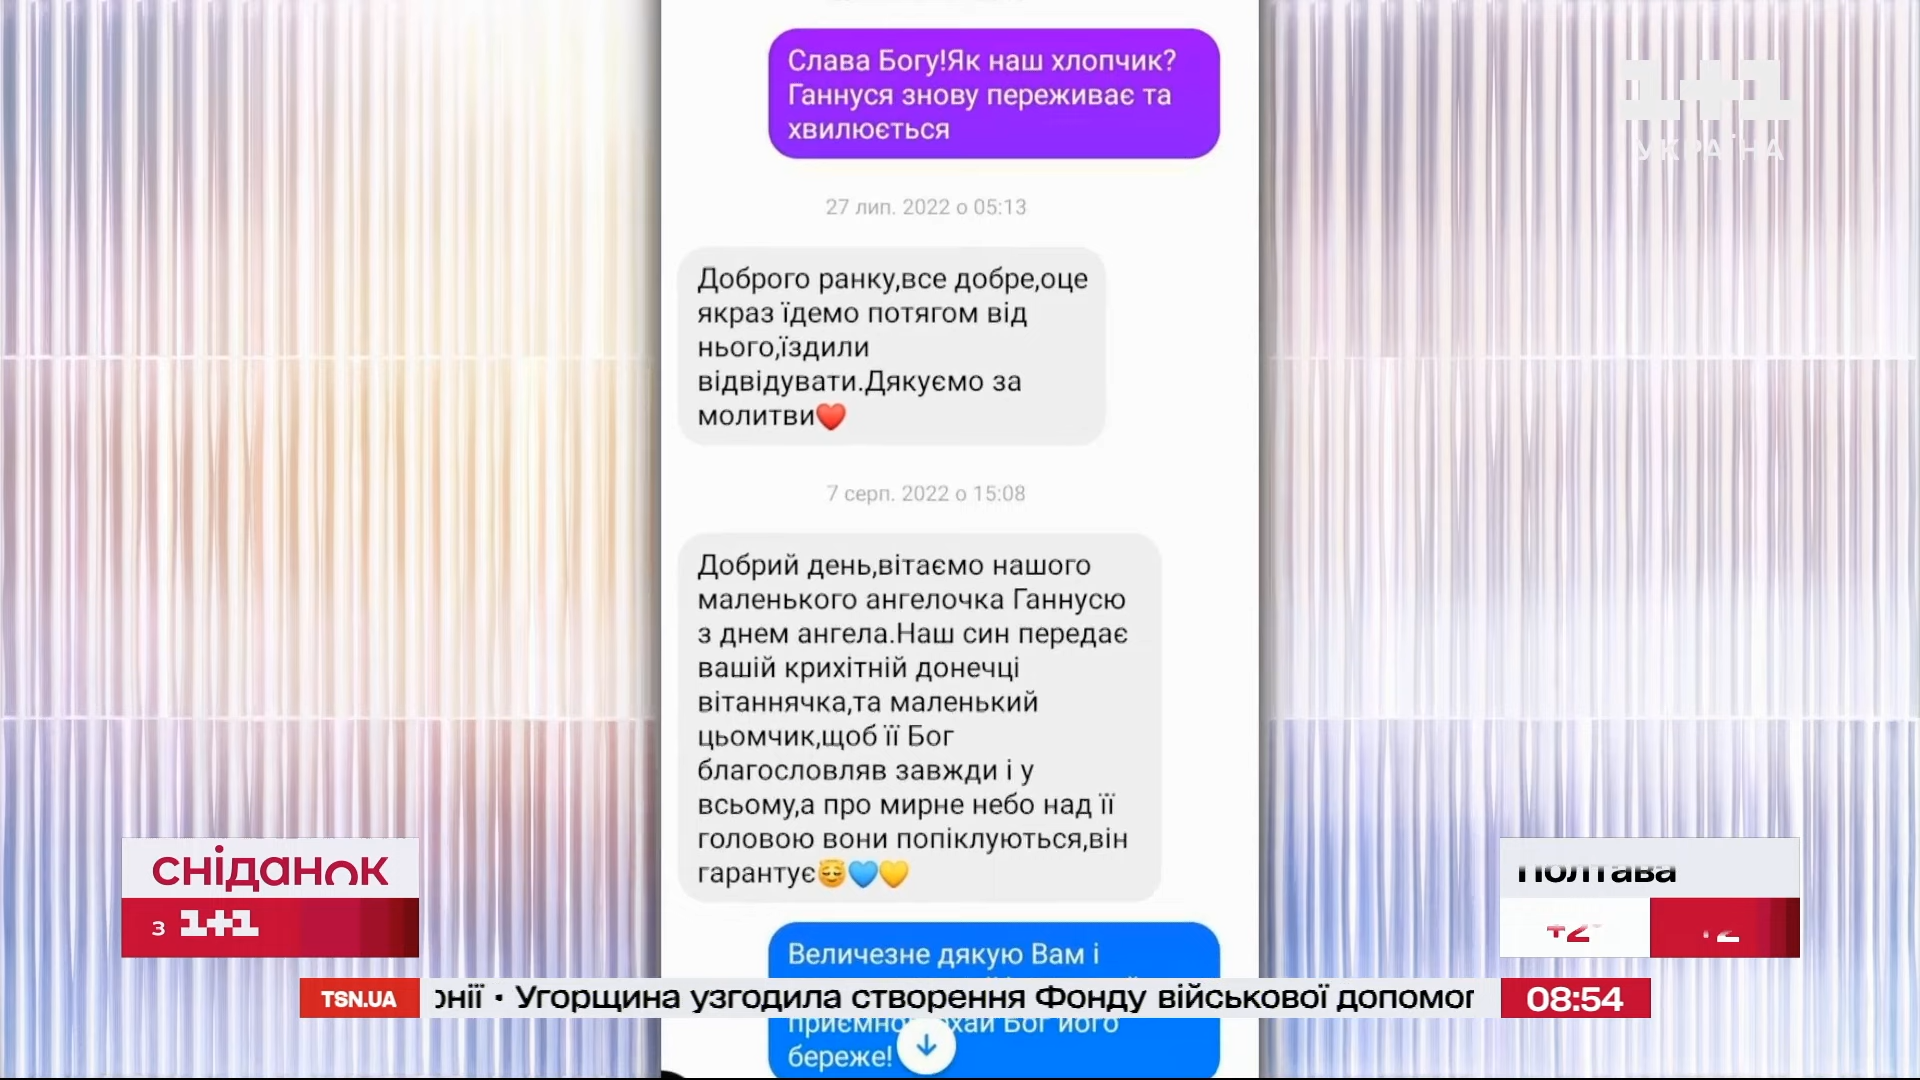 Слава Богу!Як наш хлопчик?
Ганнуся знову переживає та
хвилюється
1+1
УКРАЇНА
27 лип. 2022 о 05:13
Доброго ранку,все добре,оце
якраз їдемо потягом від
нього,їздили
відвідувати.Дякуємо за
молитви❤️
7 серп. 2022 о 15:08
Добрий день,вітаємо нашого
маленького ангелочка Ганнусю
з днем ангела.Наш син передає
вашій крихітній донечці
вітаннячка,та маленький
цьомчик,щоб її Бог
благословляв завжди і у
всьому,а про мирне небо над її
головою вони попіклуються,він
гарантує😇💙💛
Величезне дякую Вам і
Бог його
береже!
сніданок
з 1+1
Полтава
TSN.UA
онії • Угорщина узгодила створення Фонду військової допомог
08:54